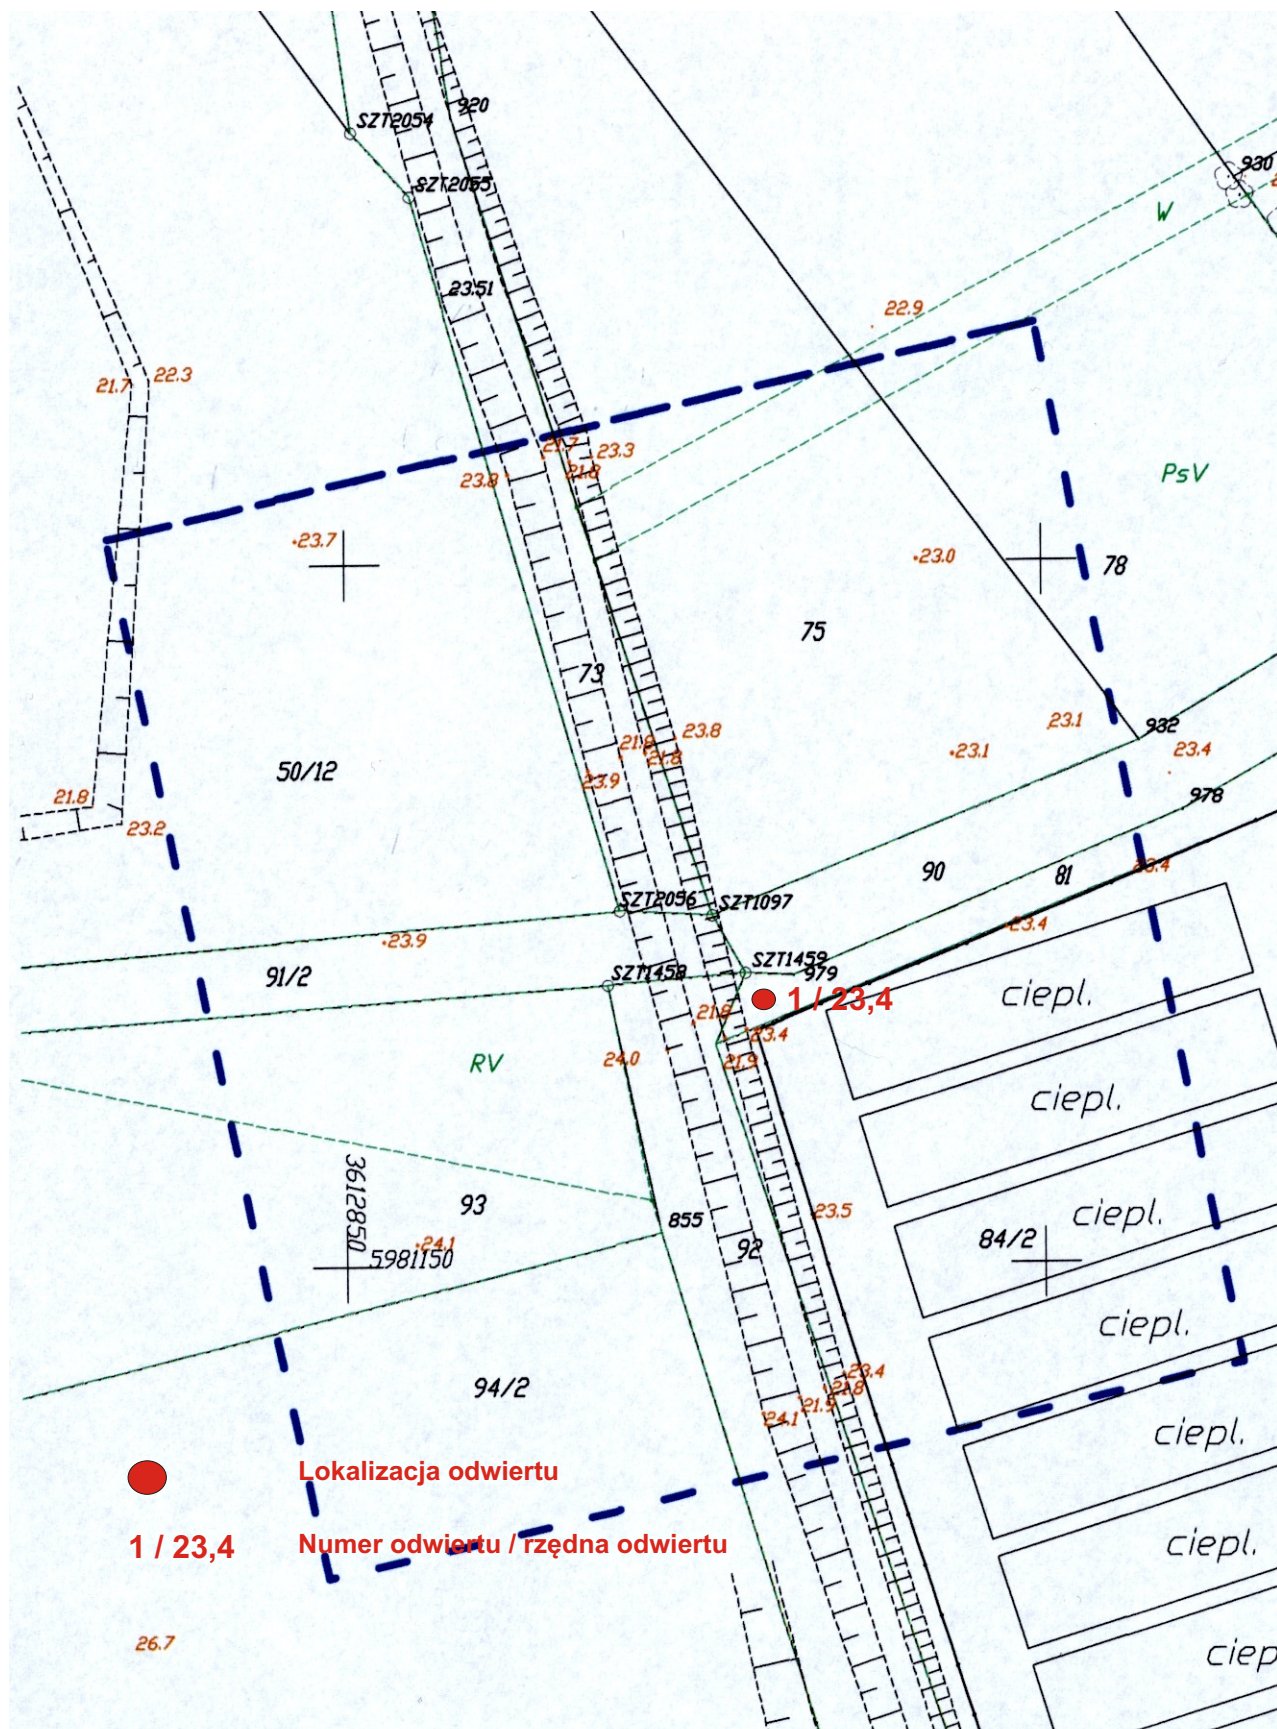 920
SZT2054
930
SZT2055
W
23.51
22.9
21.7
22.3
21.7
23.3
21.8
23.8
PsV
23.7
23.0
78
75
73
23.1
932
23.8
21.9
21.8
23.1
23.4
50/12
23.9
978
21.8
23.2
23.4
90
81
SZT2056
SZT1097
23.4
23.9
SZT1459
91/2
SZT1458
979
ciepl.
1 / 23,4
21.8
23.4
24.0
21.9
RV
ciepl.
3612850
93
855
23.5
ciepl.
24.1
5981150
92
84/2
ciepl.
23.4
94/2
21.8
21.9
24.1
ciepl.
Lokalizacja odwiertu
1 / 23,4
Numer odwiertu / rzędna odwiertu
ciepl.
26.7
ciep